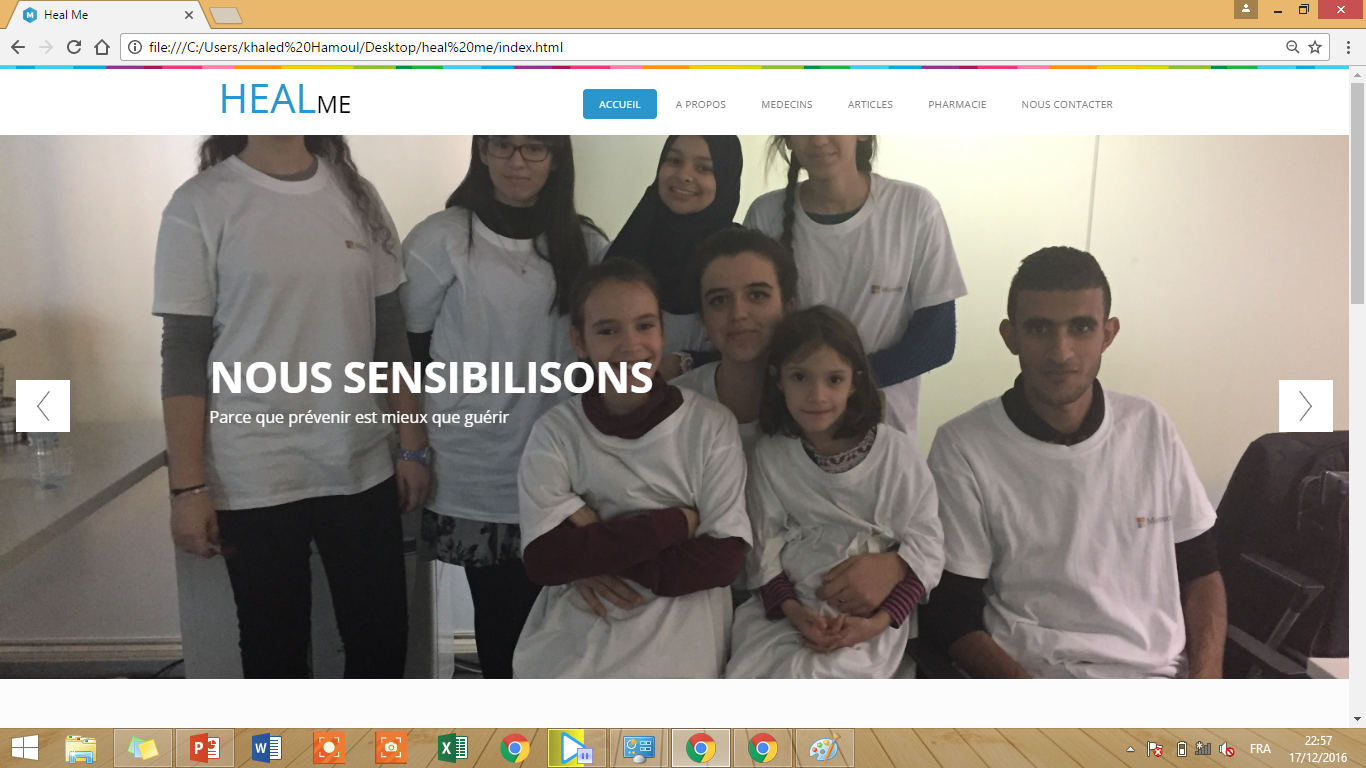 Heal Me
file:///C:/Users/khaled%20Hamoul/Desktop/heal%20me/index.html
HEALME
ACCUEIL
A PROPOS
MEDECINS
ARTICLES
PHARMACIE
NOUS CONTACTER
NOUS SENSIBILISONS
Parce que prévenir est mieux que guérir
FRA
22:57
17/12/2016